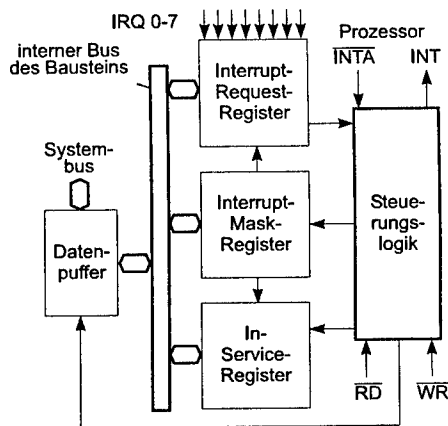 IRQ 0-7
Prozessor
INTA
INT
interner Bus
des Bausteins
Interrupt-
Request-
Register
System-
bus
Daten-
puffer
Interrupt-
Mask-
Register
Steue-
rungs-
logik
In-
Service-
Register
RD
WR